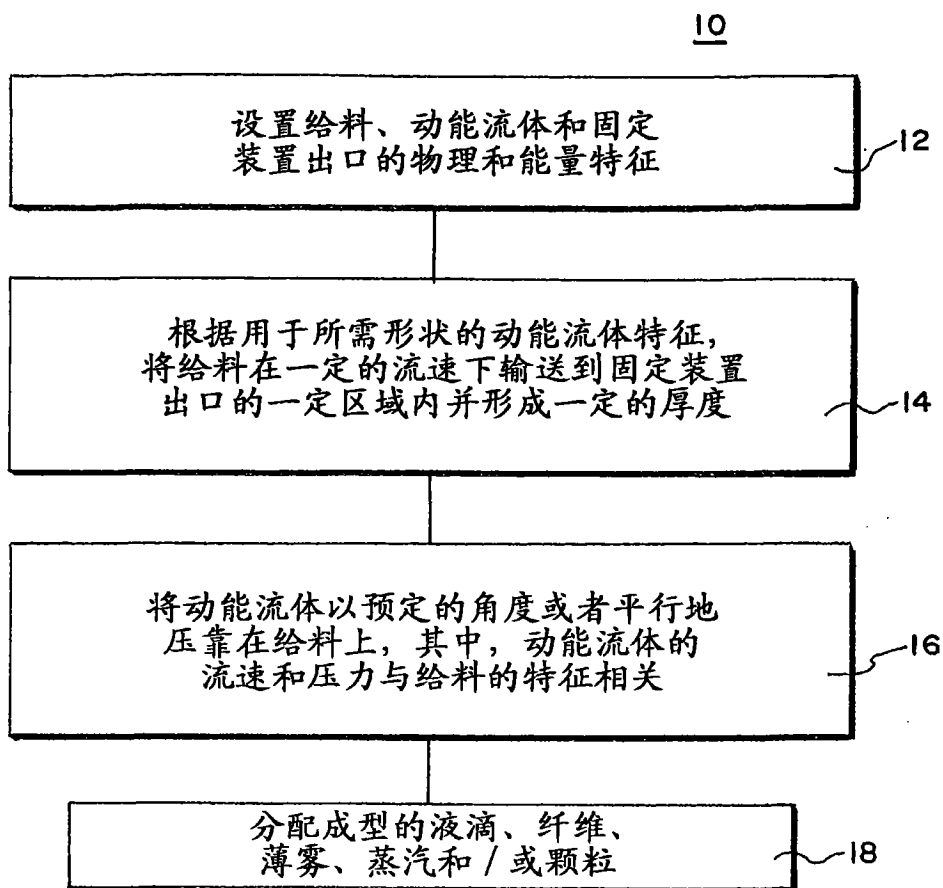 10
设置给料、动能流体和固定
装置出口的物理和能量特征
12
根据用于所需形状的动能流体特征，
将给料在一定的流速下输送到固定装置
出口的一定区域内并形成一定的厚度
14
将动能流体以预定的角度或者平行地
压靠在给料上，其中，动能流体的
流速和压力与给料的特征相关
16
分配成型的液滴、纤维、
薄雾、蒸汽和/或颗粒
18